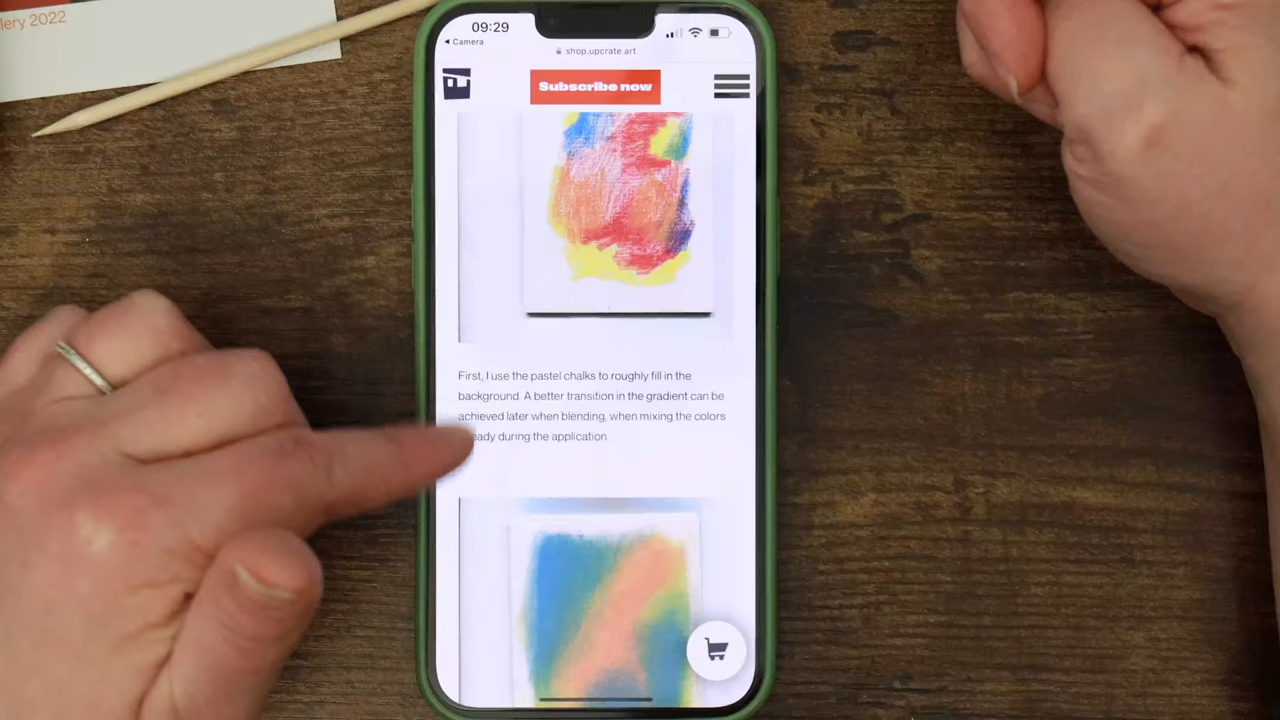 lery 2022
09:29
Camera
shop.upcrate.art
Subscribe now
First, I use the pastel chalks to roughly fill in the
background. A better transition in the gradient can be
achieved later when blending, when mixing the colors
ady during the application.